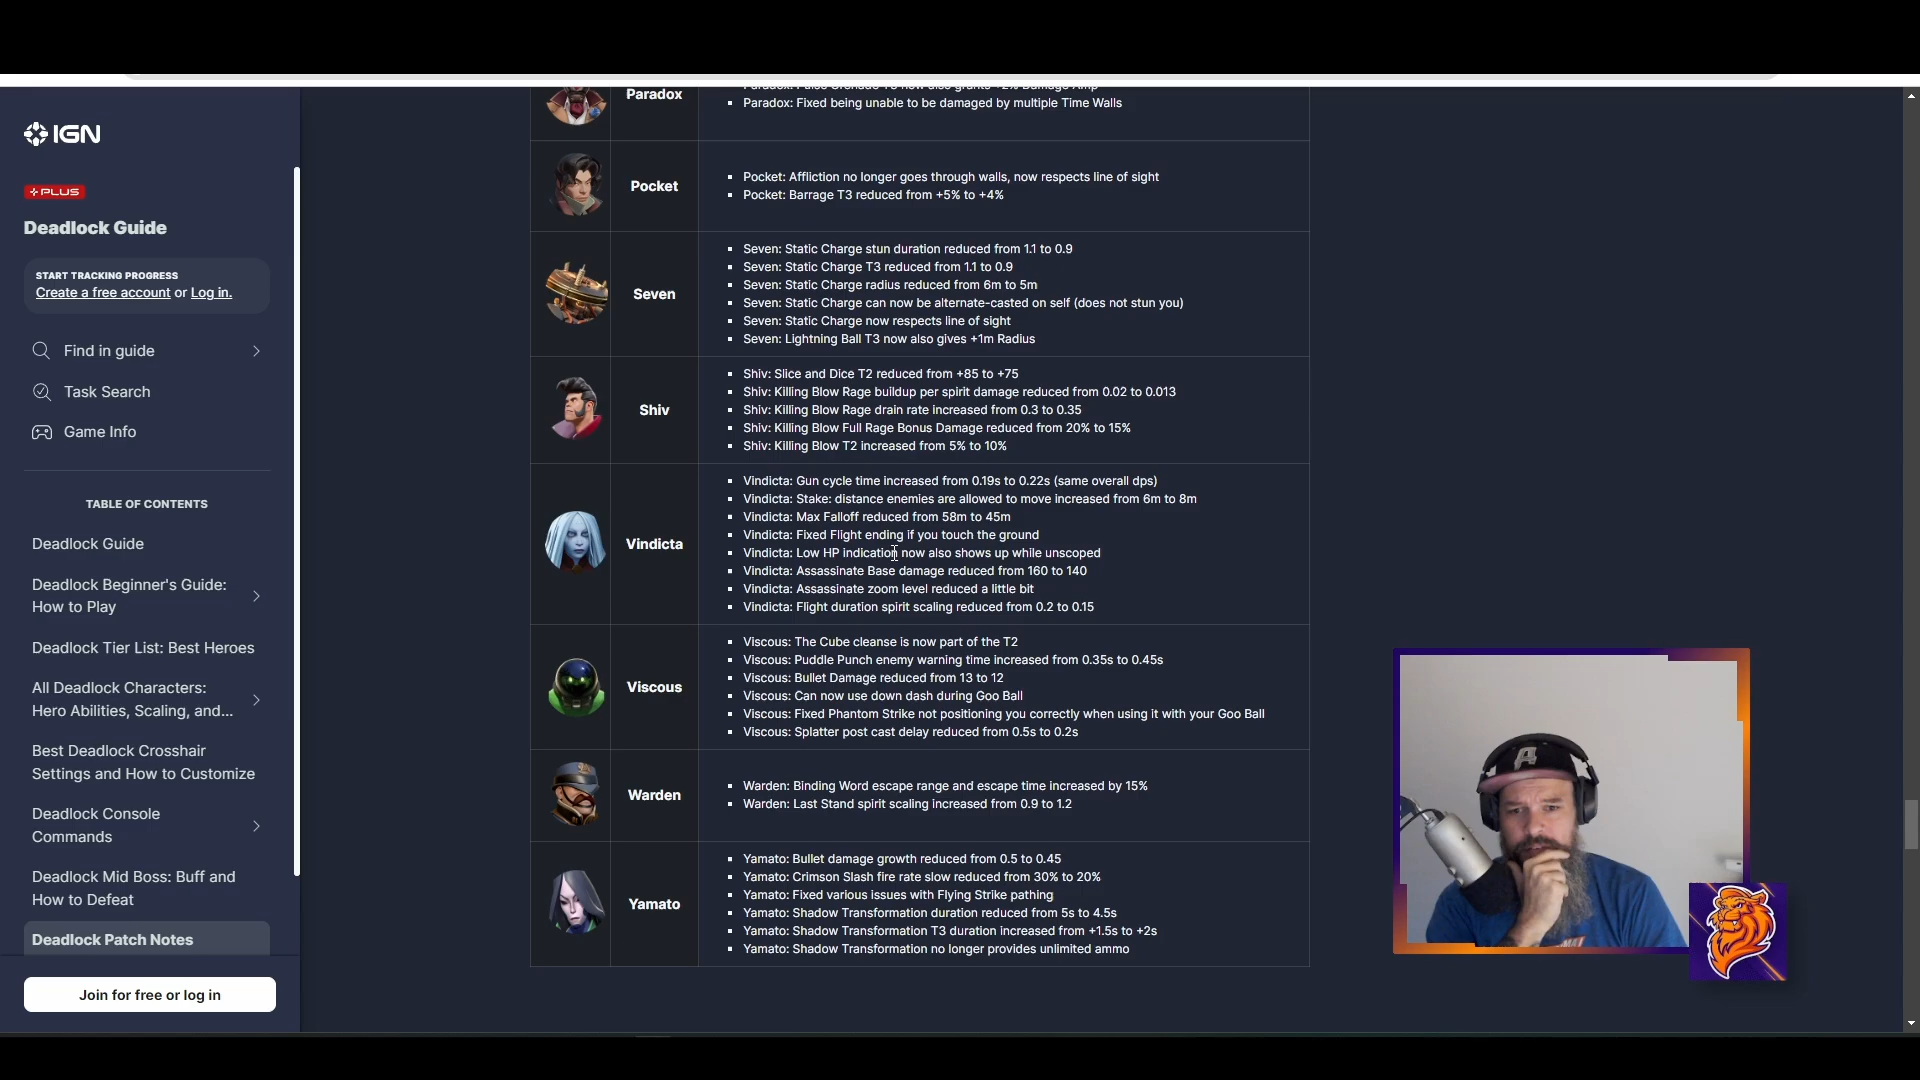 IGN
PLUS
Deadlock Guide
START TRACKING PROGRESS
Create a free account or Log in.
Find in guide
Task Search
Game Info
TABLE OF CONTENTS
Deadlock Guide
Deadlock Beginner's Guide:
How to Play
Deadlock Tier List: Best Heroes
All Deadlock Characters:
Hero Abilities, Scaling, and...
Best Deadlock Crosshair
Settings and How to Customize
Deadlock Console
Commands
Deadlock Mid Boss: Buff and
How to Defeat
Deadlock Patch Notes
Join for free or log in
Paradox
Paradox: Fixed being unable to be damaged by multiple Time Walls
Pocket
Pocket: Affliction no longer goes through walls, now respects line of sight
Pocket: Barrage T3 reduced from +5% to +4%
Seven
Seven: Static Charge stun duration reduced from 1.1 to 0.9
Seven: Static Charge T3 reduced from 1.1 to 0.9
Seven: Static Charge radius reduced from 6m to 5m
Seven: Static Charge can now be alternate-casted on self (does not stun you)
Seven: Static Charge now respects line of sight
Seven: Lightning Ball T3 now also gives +1m Radius
Shiv
Shiv: Slice and Dice T2 reduced from +85 to +75
Shiv: Killing Blow Rage buildup per spirit damage reduced from 0.02 to 0.013
Shiv: Killing Blow Rage drain rate increased from 0.3 to 0.35
Shiv: Killing Blow Full Rage Bonus Damage reduced from 20% to 15%
Shiv: Killing Blow T2 increased from 5% to 10%
Vindicta
Vindicta: Gun cycle time increased from 0.19s to 0.22s (same overall dps)
Vindicta: Stake: distance enemies are allowed to move increased from 6m to 8m
Vindicta: Max Falloff reduced from 58m to 45m
Vindicta: Fixed Flight ending if you touch the ground
Vindicta: Low HP indication now also shows up while unscoped
Vindicta: Assassinate Base damage reduced from 160 to 140
Vindicta: Assassinate zoom level reduced a little bit
Vindicta: Flight duration spirit scaling reduced from 0.2 to 0.15
Viscous
Viscous: The Cube cleanse is now part of the T2
Viscous: Puddle Punch enemy warning time increased from 0.35s to 0.45s
Viscous: Bullet Damage reduced from 13 to 12
Viscous: Can now use down dash during Goo Ball
Viscous: Fixed Phantom Strike not positioning you correctly when using it with your Goo Ball
Viscous: Splatter post cast delay reduced from 0.5s to 0.2s
Warden
Warden: Binding Word escape range and escape time increased by 15%
Warden: Last Stand spirit scaling increased from 0.9 to 1.2
Yamato
Yamato: Bullet damage growth reduced from 0.5 to 0.45
Yamato: Crimson Slash fire rate slow reduced from 30% to 20%
Yamato: Fixed various issues with Flying Strike pathing
Yamato: Shadow Transformation duration reduced from 5s to 4.5s
Yamato: Shadow Transformation T3 duration increased from +1.5s to +2s
Yamato: Shadow Transformation no longer provides unlimited ammo